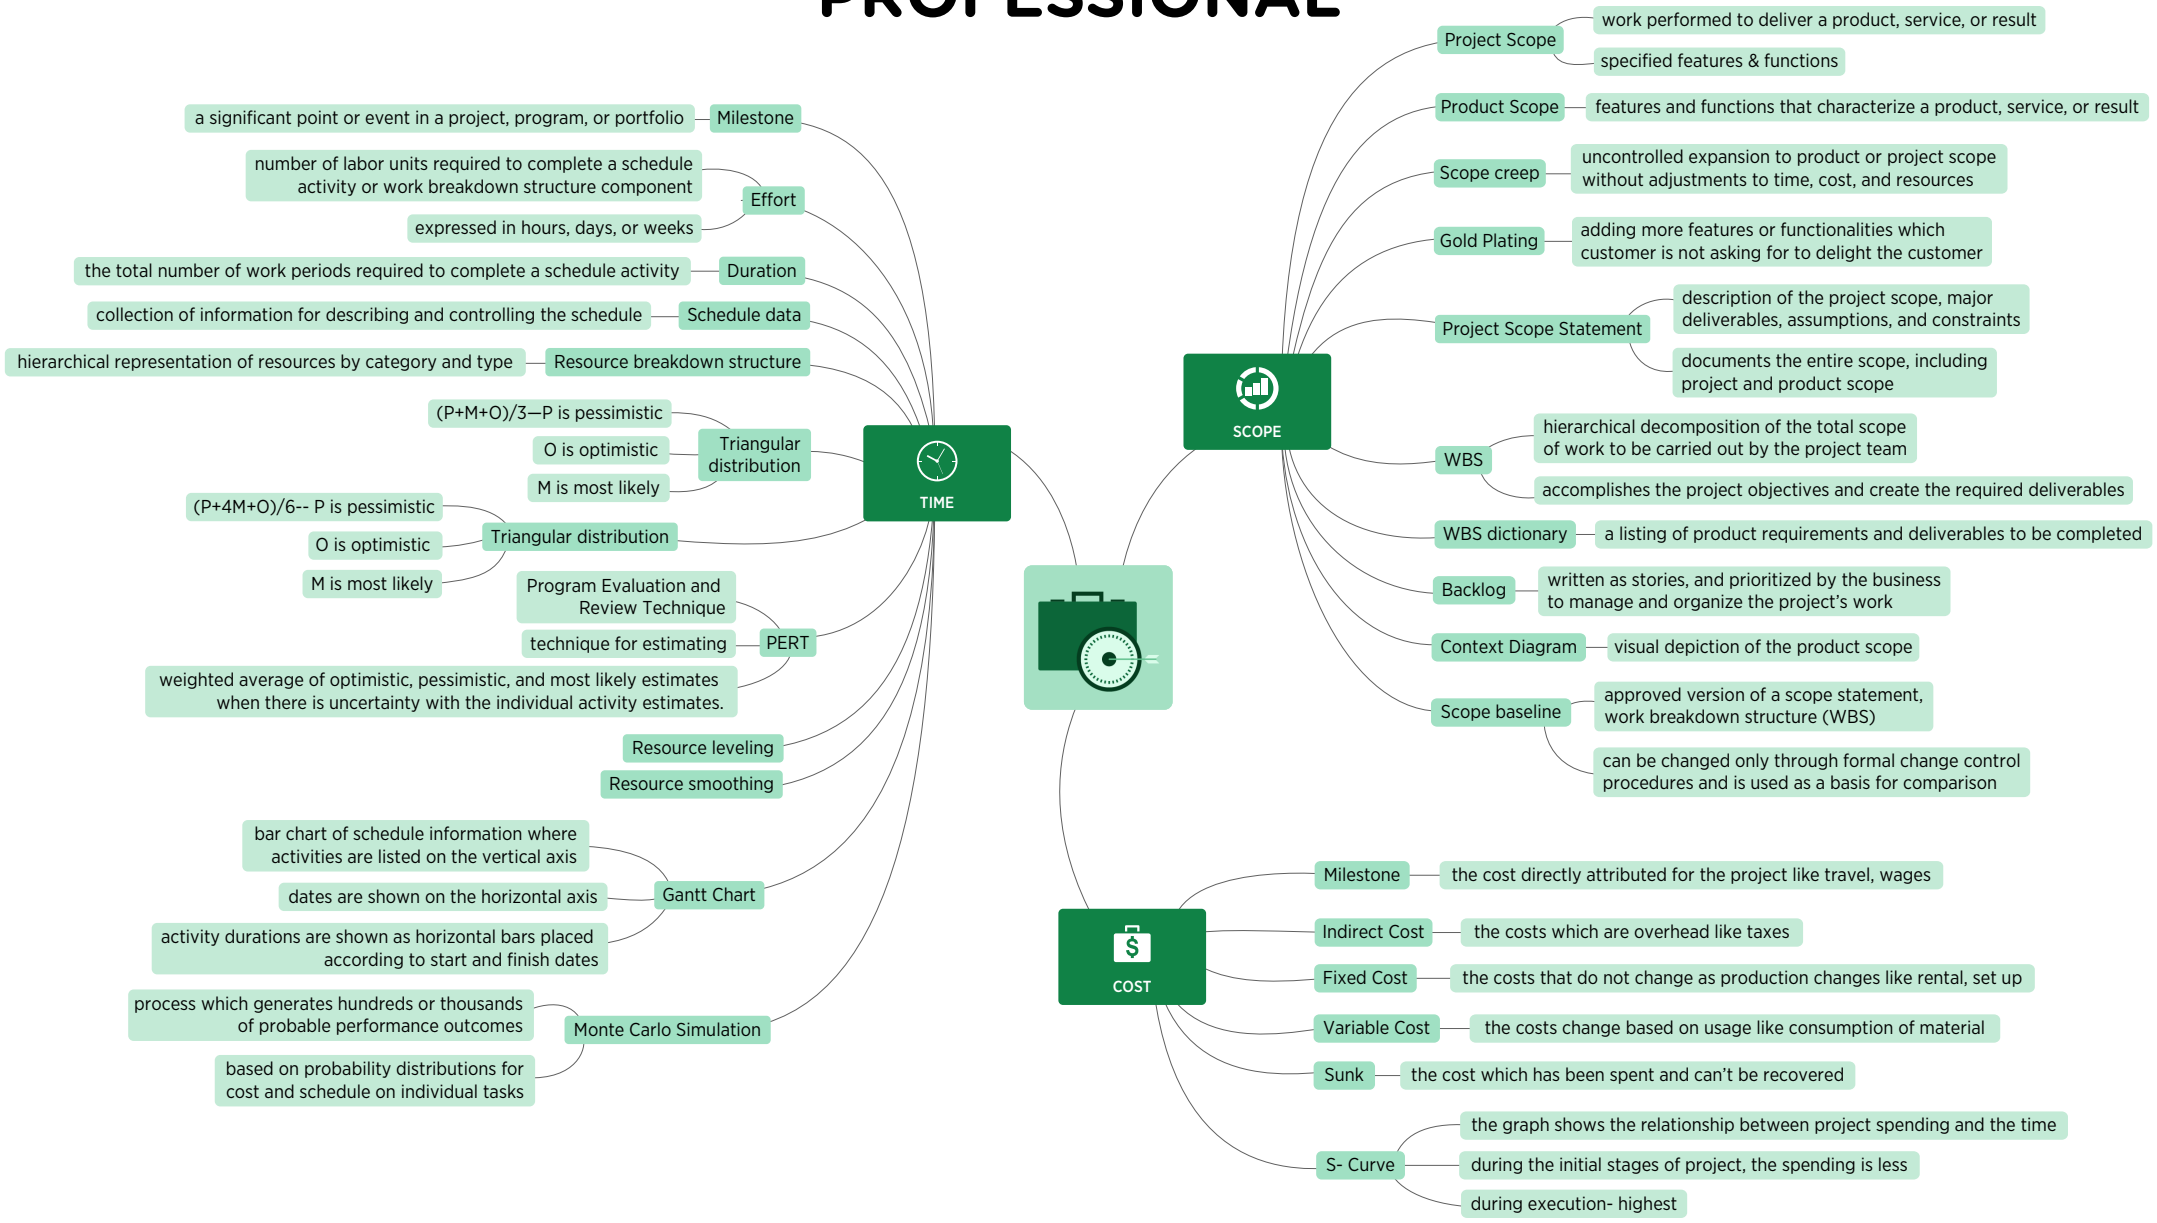 PROFESSIONAL
TIME
Milestone
a significant point or event in a project, program, or portfolio
Effort
number of labor units required to complete a schedule
activity or work breakdown structure component
expressed in hours, days, or weeks
Duration
the total number of work periods required to complete a schedule activity
Schedule data
collection of information for describing and controlling the schedule
Resource breakdown structure
hierarchical representation of resources by category and type
Triangular
distribution
(P+M+O)/3—P is pessimistic
O is optimistic
M is most likely
Triangular distribution
(P+4M+O)/6-- P is pessimistic
O is optimistic
M is most likely
PERT
Program Evaluation and
Review Technique
technique for estimating
weighted average of optimistic, pessimistic, and most likely estimates
when there is uncertainty with the individual activity estimates.
Resource leveling
Resource smoothing
Gantt Chart
bar chart of schedule information where
activities are listed on the vertical axis
dates are shown on the horizontal axis
activity durations are shown as horizontal bars placed
according to start and finish dates
Monte Carlo Simulation
process which generates hundreds or thousands
of probable performance outcomes
based on probability distributions for
cost and schedule on individual tasks
SCOPE
Project Scope
work performed to deliver a product, service, or result
specified features & functions
Product Scope
features and functions that characterize a product, service, or result
Scope creep
uncontrolled expansion to product or project scope
without adjustments to time, cost, and resources
Gold Plating
adding more features or functionalities which
customer is not asking for to delight the customer
Project Scope Statement
description of the project scope, major
deliverables, assumptions, and constraints
documents the entire scope, including
project and product scope
WBS
hierarchical decomposition of the total scope
of work to be carried out by the project team
accomplishes the project objectives and create the required deliverables
WBS dictionary
a listing of product requirements and deliverables to be completed
Backlog
written as stories, and prioritized by the business
to manage and organize the project's work
Context Diagram
visual depiction of the product scope
Scope baseline
approved version of a scope statement,
work breakdown structure (WBS)
can be changed only through formal change control
procedures and is used as a basis for comparison
COST
Milestone
the cost directly attributed for the project like travel, wages
Indirect Cost
the costs which are overhead like taxes
Fixed Cost
the costs that do not change as production changes like rental, set up
Variable Cost
the costs change based on usage like consumption of material
Sunk
the cost which has been spent and can't be recovered
S- Curve
the graph shows the relationship between project spending and the time
during the initial stages of project, the spending is less
during execution- highest